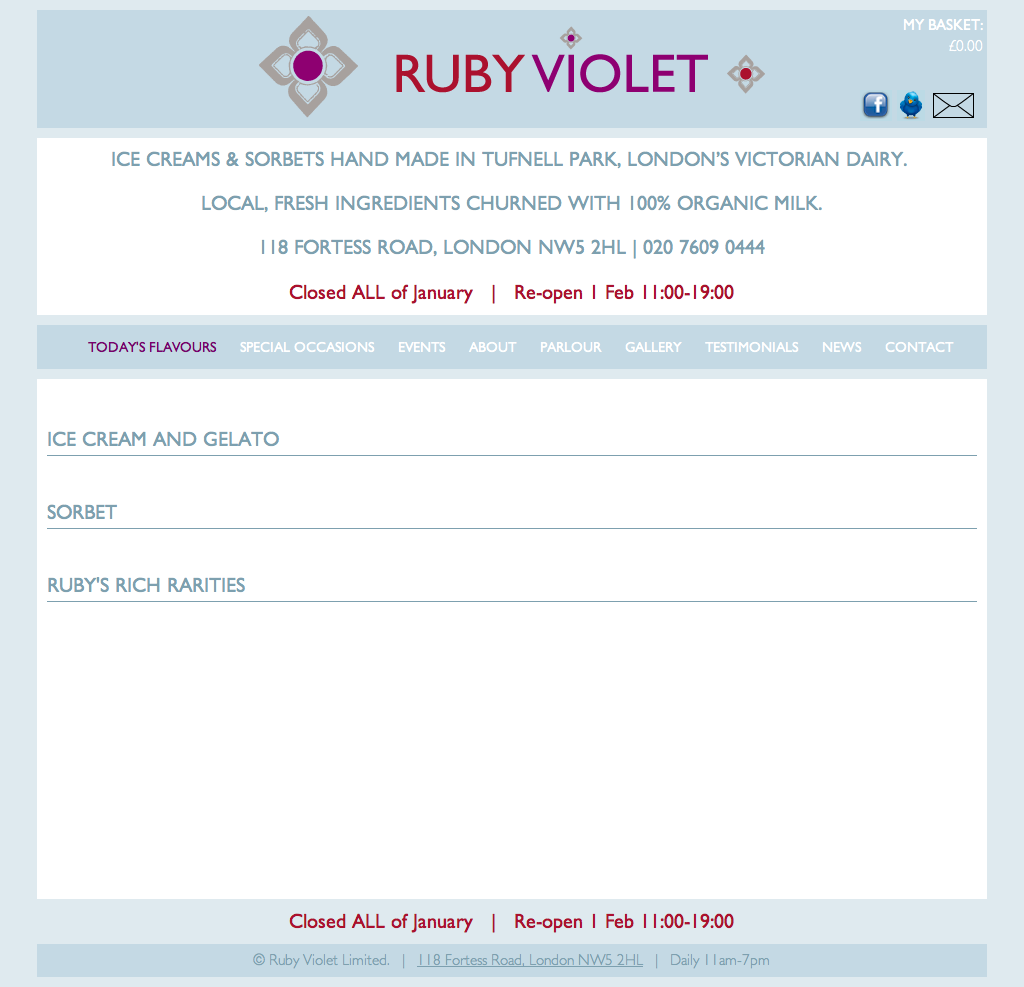 MY BASKET:
£0.00
RUBY VIOLET
ICE CREAMS & SORBETS HAND MADE IN TUFNELL PARK, LONDON’S VICTORIAN DAIRY.
LOCAL, FRESH INGREDIENTS CHURNED WITH 100% ORGANIC MILK.
118 FORTESS ROAD, LONDON NW5 2HL | 020 7609 0444
Closed ALL of January | Re-open 1 Feb 11:00-19:00
TODAY'S FLAVOURS SPECIAL OCCASIONS EVENTS ABOUT PARLOUR GALLERY TESTIMONIALS NEWS CONTACT
ICE CREAM AND GELATO
SORBET
RUBY'S RICH RARITIES
Closed ALL of January | Re-open 1 Feb 11:00-19:00
© Ruby Violet Limited. | 118 Fortess Road, London NW5 2HL | Daily 11am-7pm